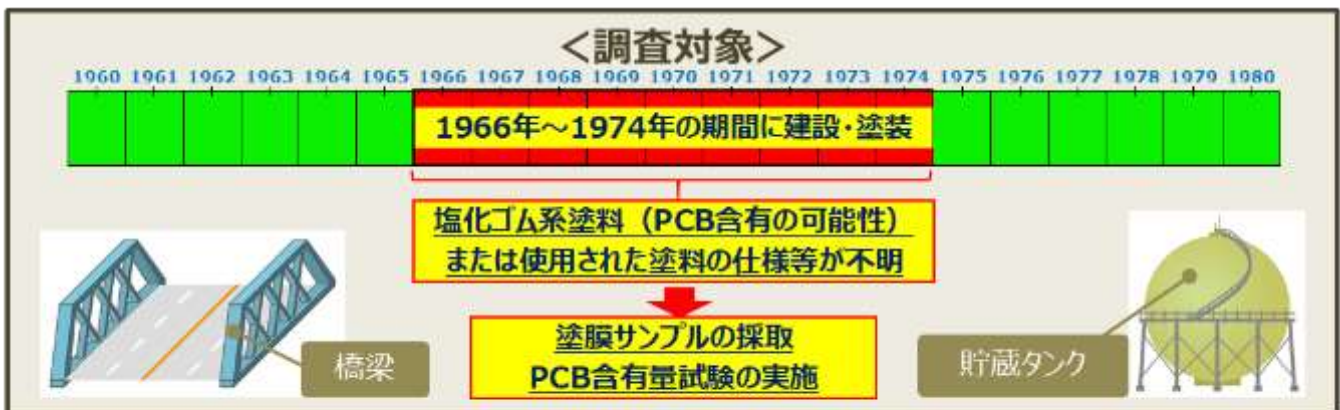 <調査対象>
1960 1961 1962 1963 1964 1965 1966 1967 1968 1969 1970 1971 1972 1973 1974 1975 1976 1977 1978 1979 1980
1966年~1974年の期間に建設・塗装
塩化ゴム系塗料（PCB含有の可能性）
または使用された塗料の仕様等が不明
塗膜サンプルの採取
PCB含有量試験の実施
橋梁
貯蔵タンク